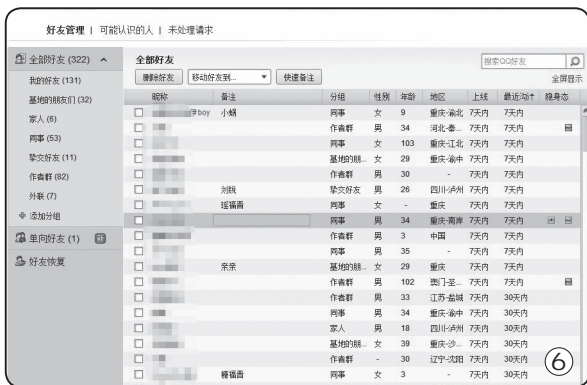 好友管理 | 可能认识的人 | 未处理请求
全部好友 (322)
我的好友 (131)
基地的朋友们 (32)
家人 (6)
同事 (53)
挚交好友 (11)
作者群 (82)
外联 (7)
添加分组
单向好友 (1)
好友恢复
全部好友
搜索QQ好友
删除好友 移动好友到... 快速备注 全屏显示
昵称 备注 分组 性别 年龄 地区 上线 最近沟↑ 隐身态
boy 小蜗 同事 女 9 重庆-渝北 7天内 7天内
作者群 男 34 河北-秦... 7天内 7天内
同事 女 103 重庆-江北 7天内 7天内
基地的朋... 女 29 重庆-渝中 7天内 7天内
作者群 男 30 - 7天内 7天内
刘锐 挚交好友 男 26 四川-泸州 7天内 7天内
瑶福香 同事 女 - 重庆 7天内 7天内
同事 男 34 重庆-南岸 7天内 7天内
作者群 男 3 中国 7天内 7天内
同事 男 35 - 7天内 7天内
亲亲 基地的朋... 女 29 重庆 7天内 7天内
作者群 男 102 澳门-圣... 7天内 7天内
作者群 男 33 江苏-盐城 7天内 30天内
同事 男 34 重庆-渝中 7天内 30天内
家人 男 18 四川-泸州 7天内 30天内
基地的朋... 女 39 重庆-沙... 7天内 30天内
作者群 - 30 辽宁-沈阳 7天内 30天内
糖福香 同事 女 3 - 7天内 30天内
⑥